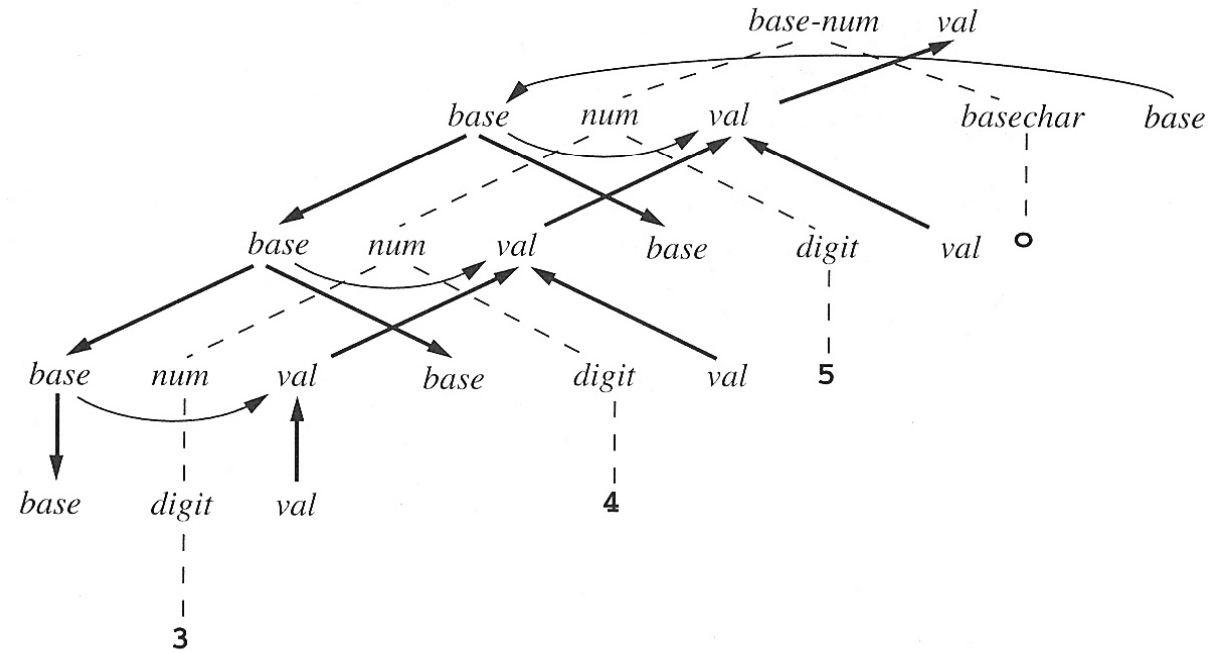 base-num val
base num val basechar base
base num val base digit val o
base num val base digit val 5
base digit val 4
3